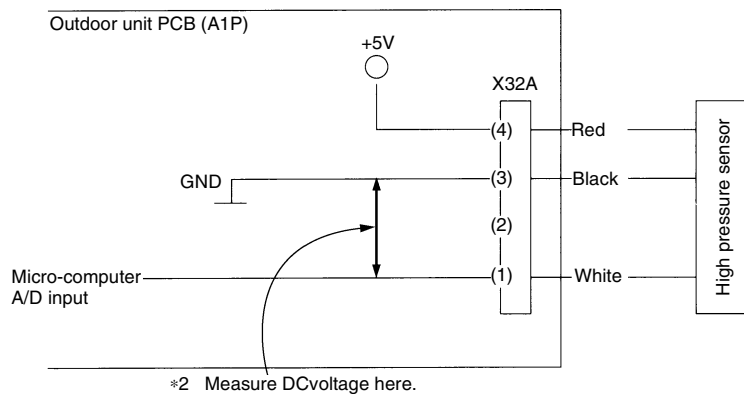 Outdoor unit PCB (A1P)
+5V
X32A
(4)
Red
GND
(3)
Black
(2)
Micro-computer
A/D input
(1)
White
High pressure sensor
*2 Measure DCvoltage here.